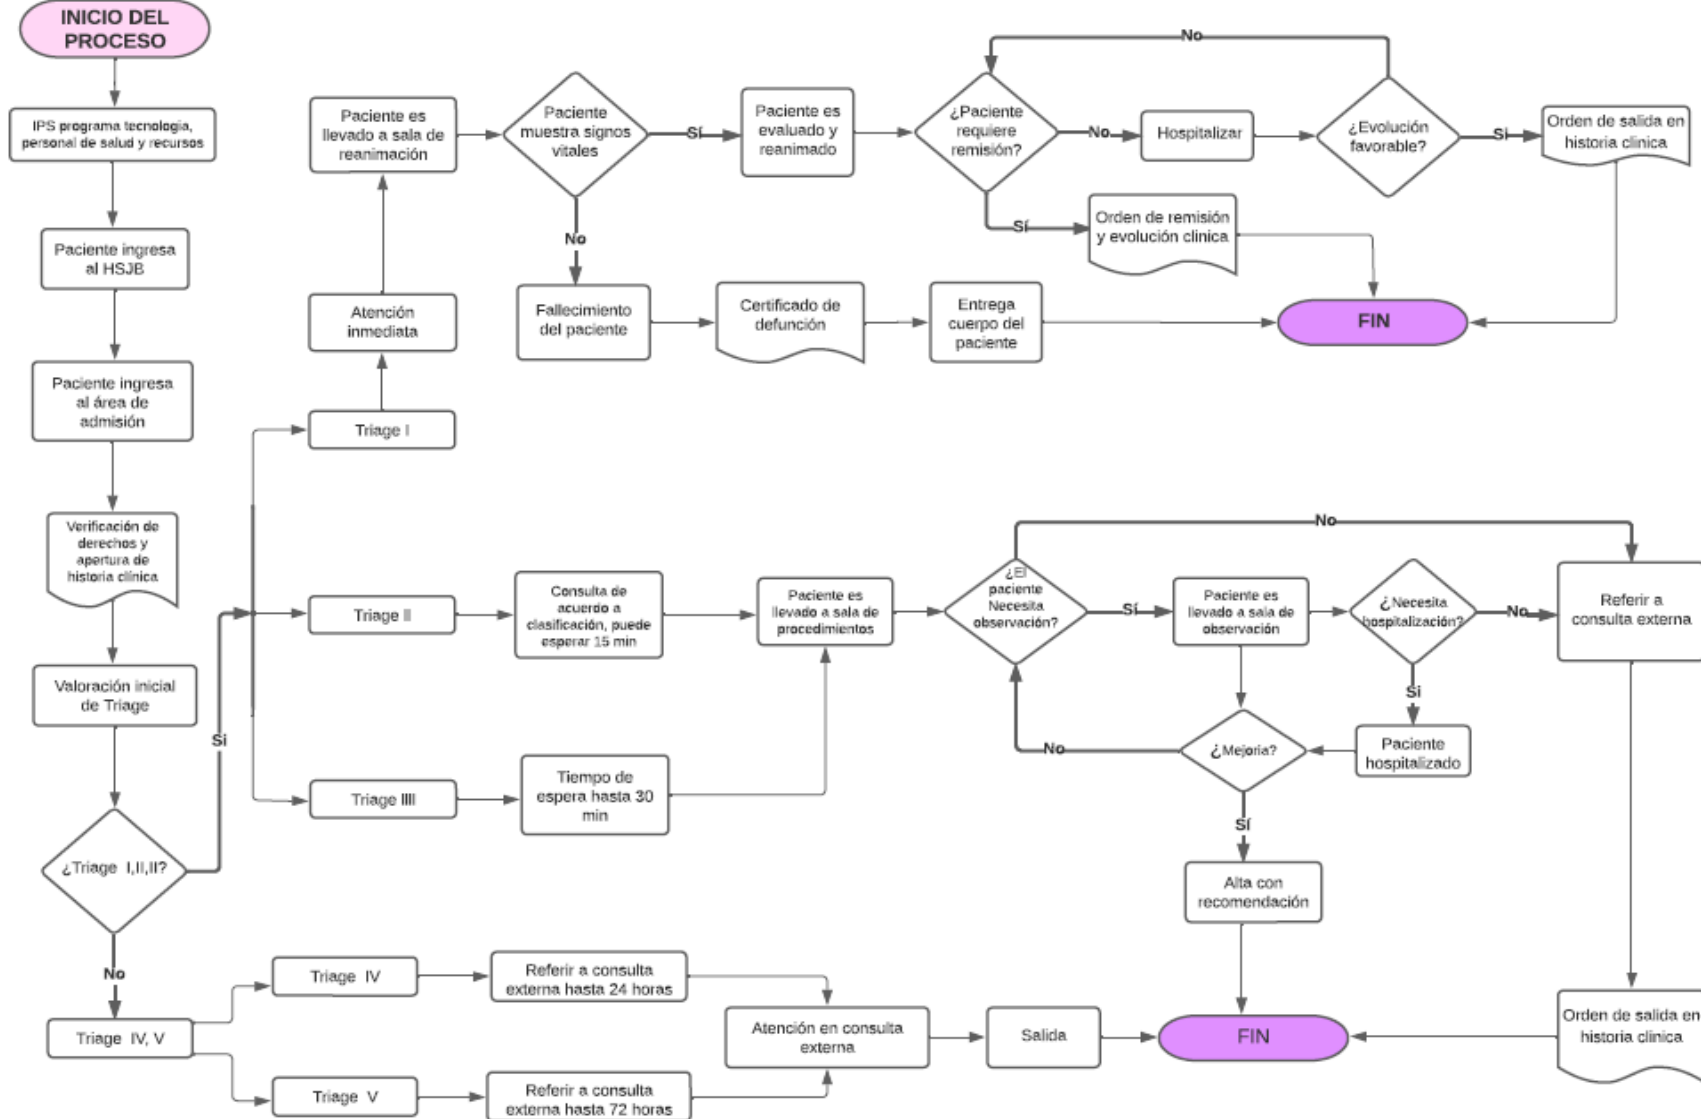 INICIO DEL
PROCESO
IPS programa tecnologia,
personal de salud y recursos
Paciente ingresa
al HSJB
Paciente ingresa
al área de
admisión
Verificación de
derechos y
apertura de
historia clínica
Valoración inicial
de Triage
¿Triage I,II,II?
Si
No
Triage IV, V
Triage I
Atención
inmediata
Paciente es
llevado a sala de
reanimación
Paciente
muestra signos
vitales
Sí
No
Paciente es
evaluado y
reanimado
¿Paciente
requiere
remisión?
No
Sí
Hospitalizar
¿Evolución
favorable?
No
Si
Orden de salida en
historia clinica
Orden de remisión
y evolución clinica
Fallecimiento
del paciente
Certificado de
defunción
Entrega
cuerpo del
paciente
FIN
Triage II
Consulta de
acuerdo a
clasificación, puede
esperar 15 min
Paciente es
llevado a sala de
procedimientos
¿El
paciente
Necesita
observación?
No
Sí
Paciente es
llevado a sala de
observación
¿Necesita
hospitalización?
No
Si
Referir a
consulta externa
Paciente
hospitalizado
¿Mejoria?
No
Sí
Alta con
recomendación
Triage IIII
Tiempo de
espera hasta 30
min
Triage IV
Referir a consulta
externa hasta 24 horas
Triage V
Referir a consulta
externa hasta 72 horas
Atención en consulta
externa
Salida
FIN
Orden de salida en
historia clinica